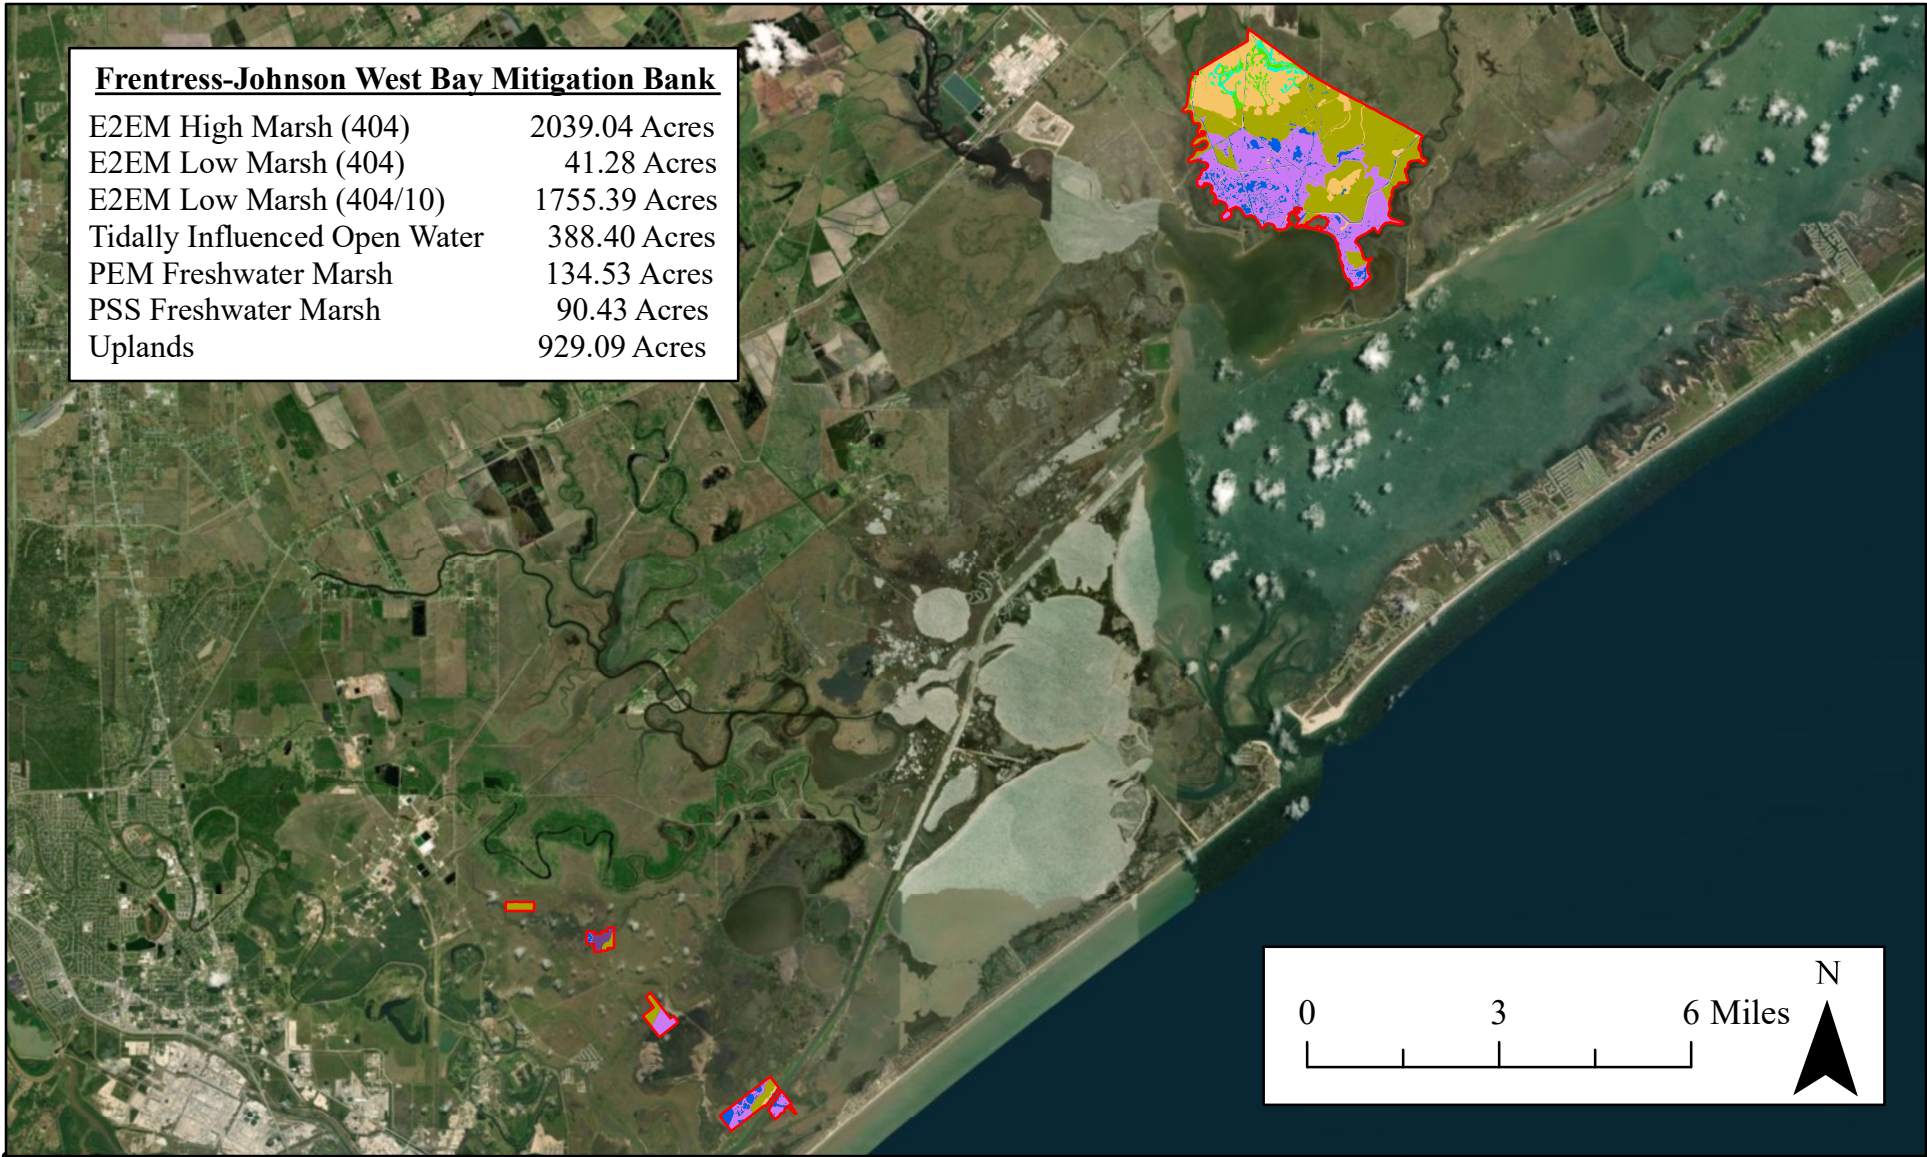 Frentress-Johnson West Bay Mitigation Bank
E2EM High Marsh (404) 2039.04 Acres
E2EM Low Marsh (404) 41.28 Acres
E2EM Low Marsh (404/10) 1755.39 Acres
Tidally Influenced Open Water 388.40 Acres
PEM Freshwater Marsh 134.53 Acres
PSS Freshwater Marsh 90.43 Acres
Uplands 929.09 Acres
N
0 3 6 Miles